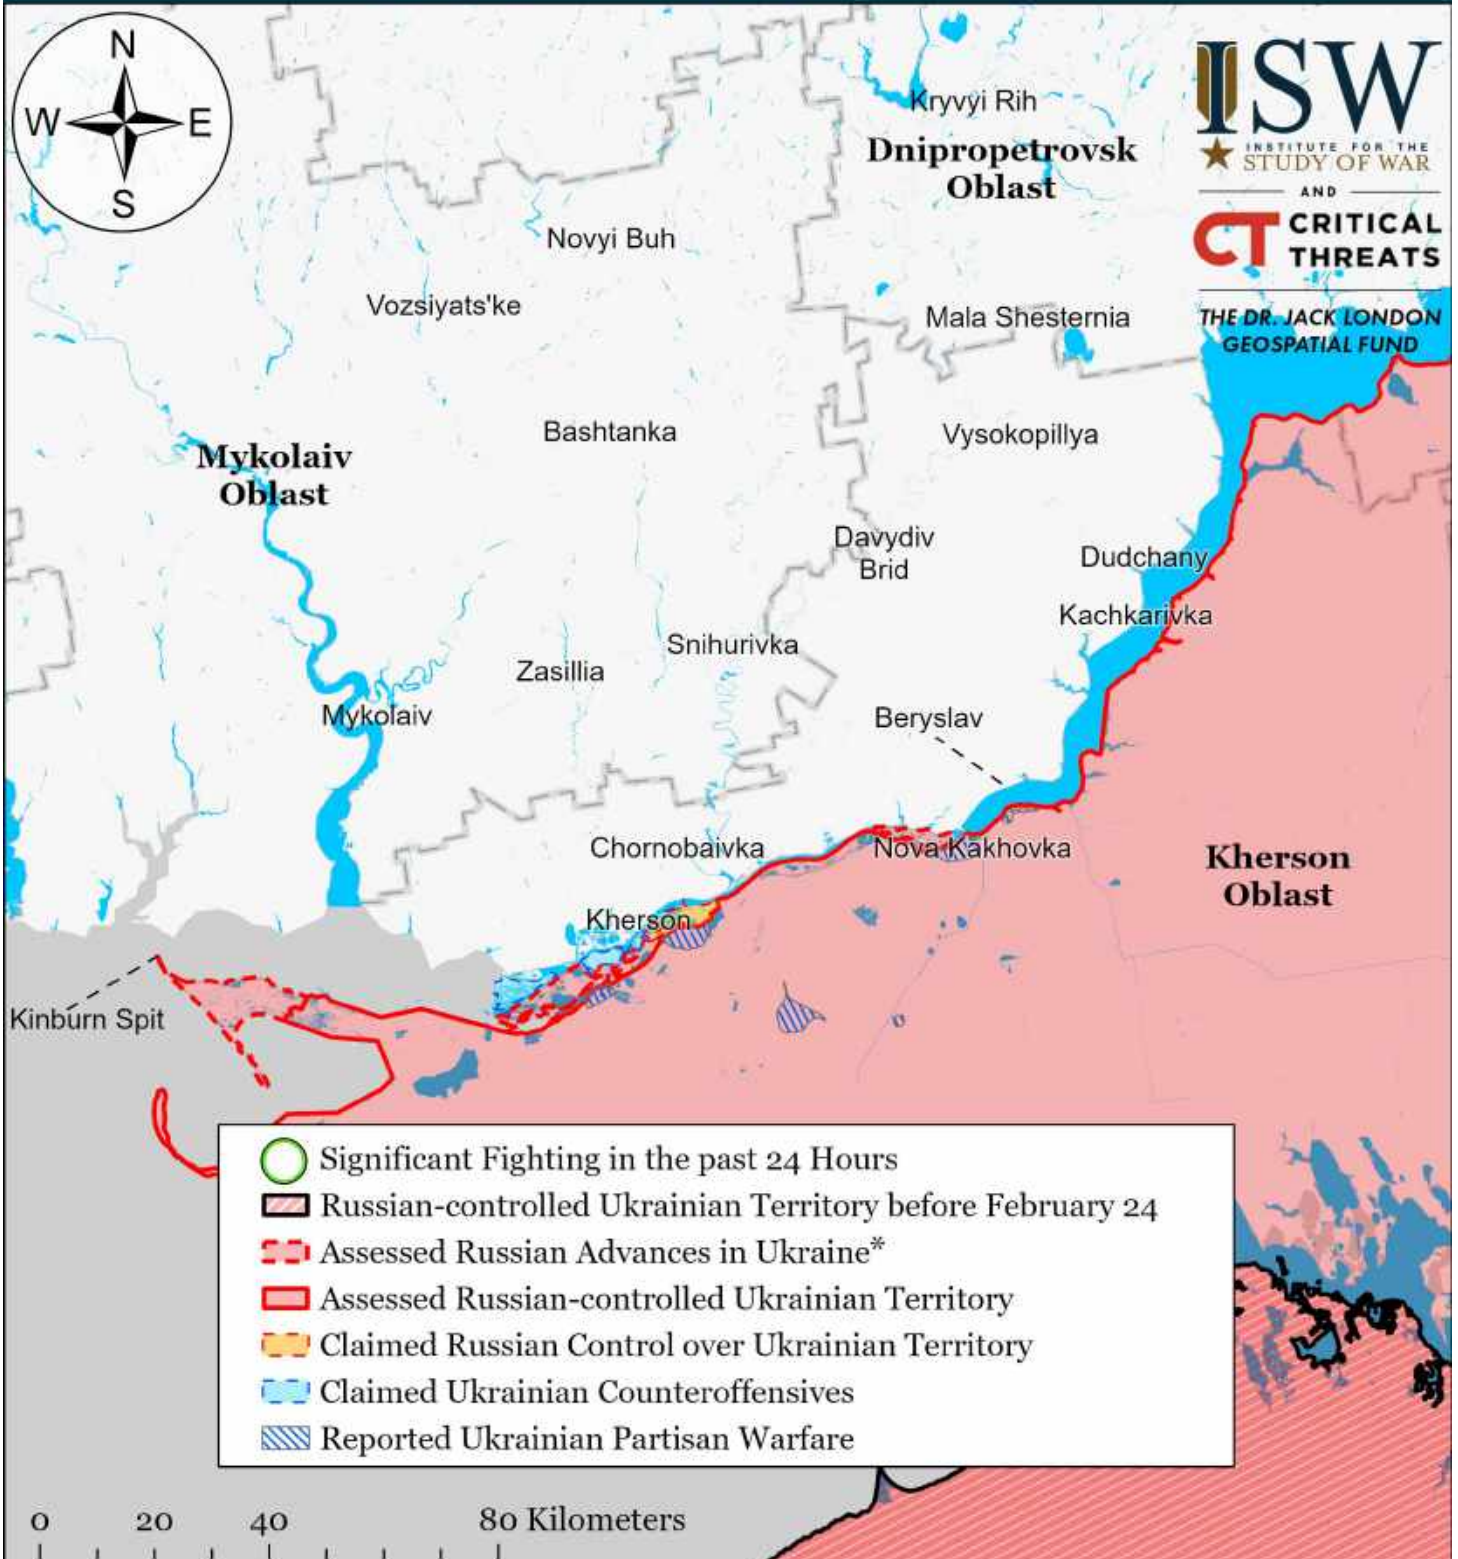 N
W E
S
ISW
INSTITUTE FOR THE
STUDY OF WAR
AND
CT CRITICAL
THREATS
THE DR. JACK LONDON
GEOSPATIAL FUND
Kryvyi Rih
Dnipropetrovsk
Oblast
Novyi Buh
Vozsiyats'ke
Mala Shesternia
Bashtanka
Vysokopillya
Mykolaiv
Oblast
Davydiv
Brid
Dudchany
Kachkarivka
Snihurivka
Zasillia
Mykolaiv
Beryslav
Chornobaivka
Nova Kakhovka
Kherson
Oblast
Kherson
Kinburn Spit
Significant Fighting in the past 24 Hours
Russian-controlled Ukrainian Territory before February 24
Assessed Russian Advances in Ukraine*
Assessed Russian-controlled Ukrainian Territory
Claimed Russian Control over Ukrainian Territory
Claimed Ukrainian Counteroffensives
Reported Ukrainian Partisan Warfare
0 20 40 80 Kilometers